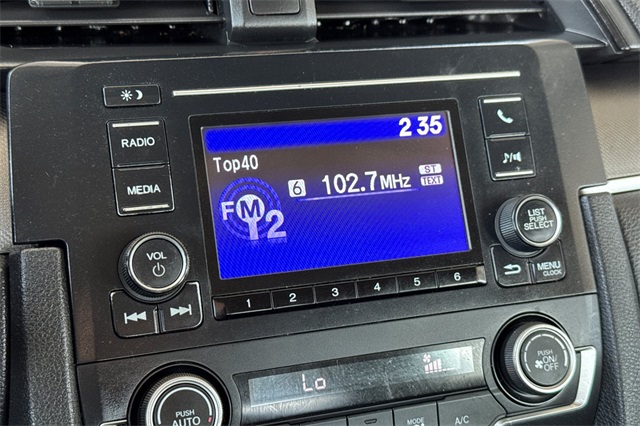 2 35
RADIO
Top40
ST
6 102.7MHz
TEXT
MEDIA
FM12
LIST
PUSH
SELECT
VOL
MENU
CLOCK
1 2 3 4 5 6
PUSH
ON/
OFF
Lo
PUSH
AUTO
MODE
A/C